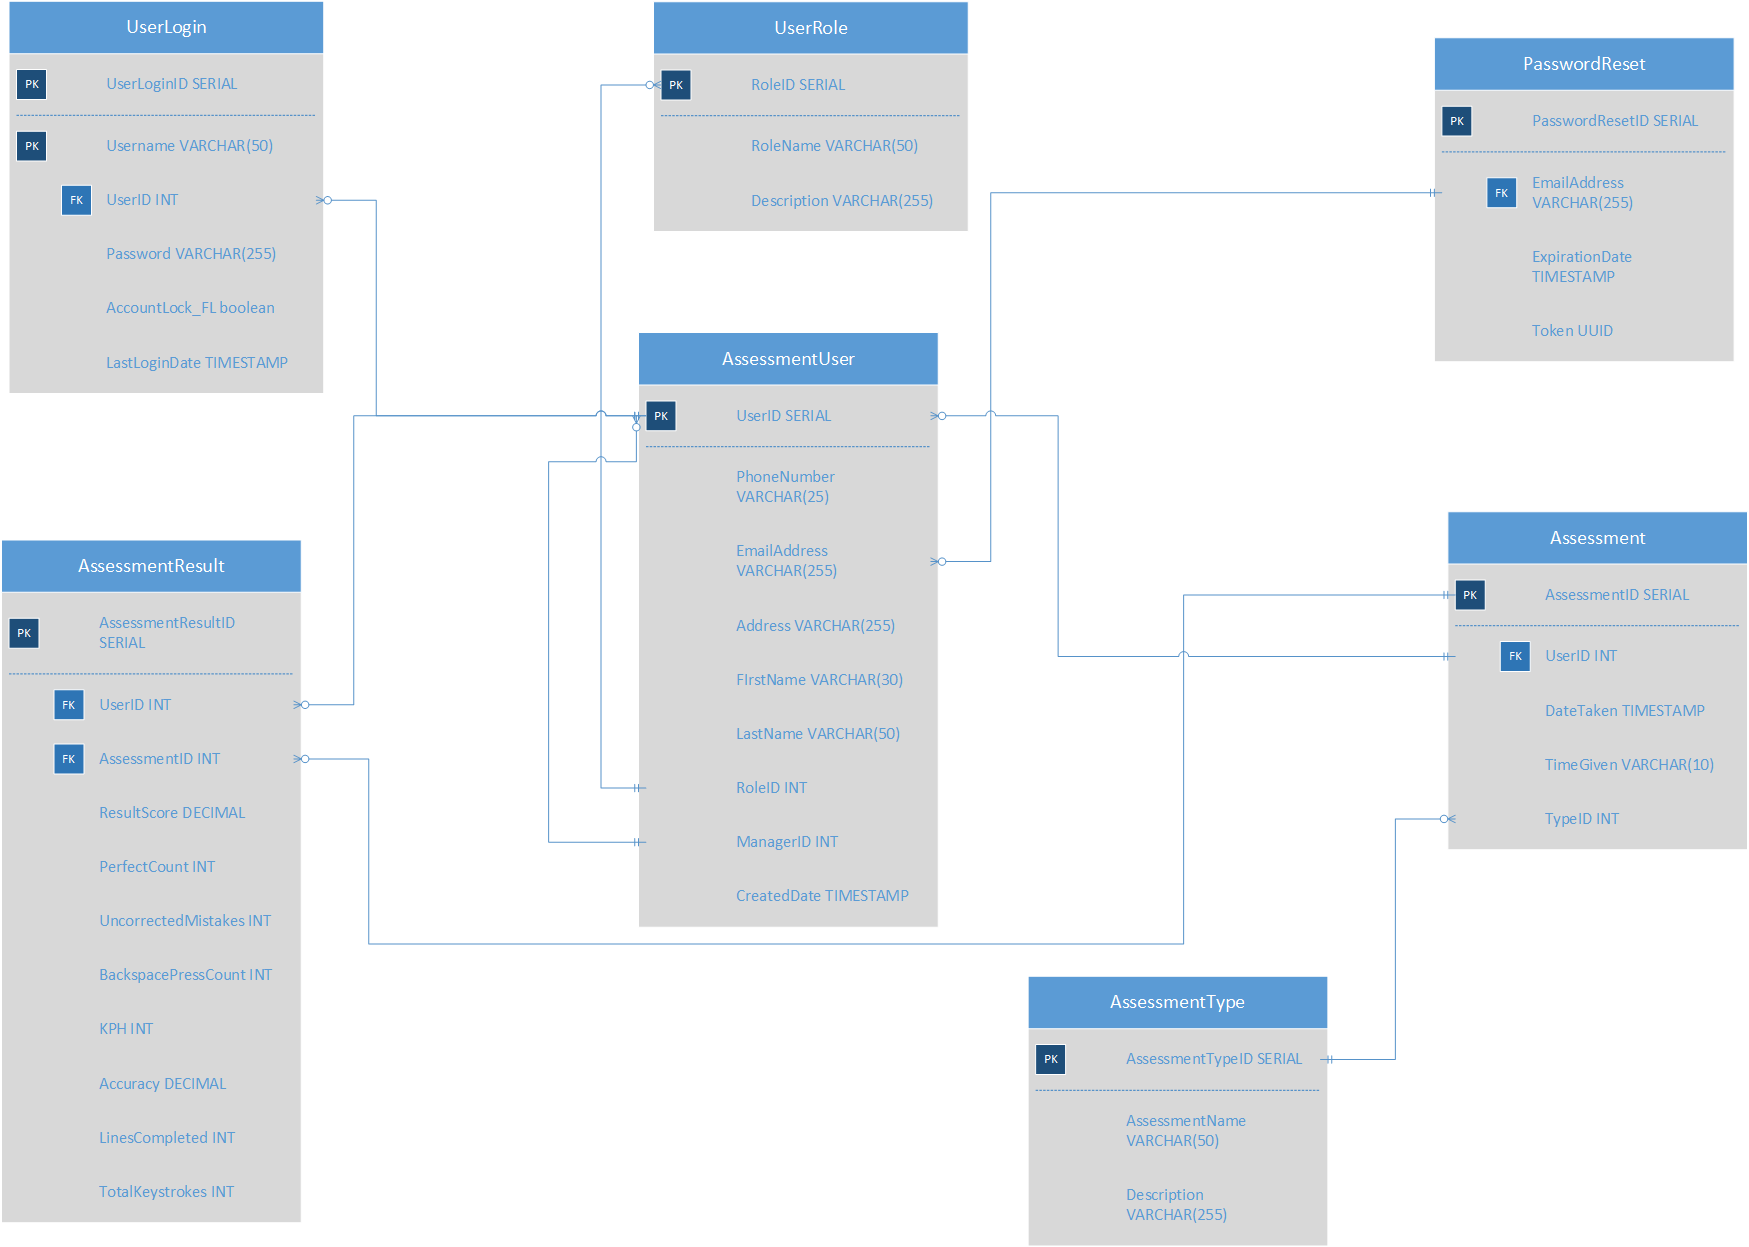 UserLogin
PK
UserLoginID SERIAL
PK
Username VARCHAR(50)
FK
UserID INT
Password VARCHAR(255)
AccountLock_FL boolean
LastLoginDate TIMESTAMP
UserRole
PK
RoleID SERIAL
RoleName VARCHAR(50)
Description VARCHAR(255)
PasswordReset
PK
PasswordResetID SERIAL
FK
EmailAddress
VARCHAR(255)
ExpirationDate
TIMESTAMP
Token UUID
AssessmentUser
PK
UserID SERIAL
PhoneNumber
VARCHAR(25)
EmailAddress
VARCHAR(255)
Address VARCHAR(255)
FIrstName VARCHAR(30)
LastName VARCHAR(50)
RoleID INT
ManagerID INT
CreatedDate TIMESTAMP
AssessmentResult
PK
AssessmentResultID
SERIAL
FK
UserID INT
FK
AssessmentID INT
ResultScore DECIMAL
PerfectCount INT
UncorrectedMistakes INT
BackspacePressCount INT
KPH INT
Accuracy DECIMAL
LinesCompleted INT
TotalKeystrokes INT
Assessment
PK
AssessmentID SERIAL
FK
UserID INT
DateTaken TIMESTAMP
TimeGiven VARCHAR(10)
TypeID INT
AssessmentType
PK
AssessmentTypeID SERIAL
AssessmentName
VARCHAR(50)
Description
VARCHAR(255)